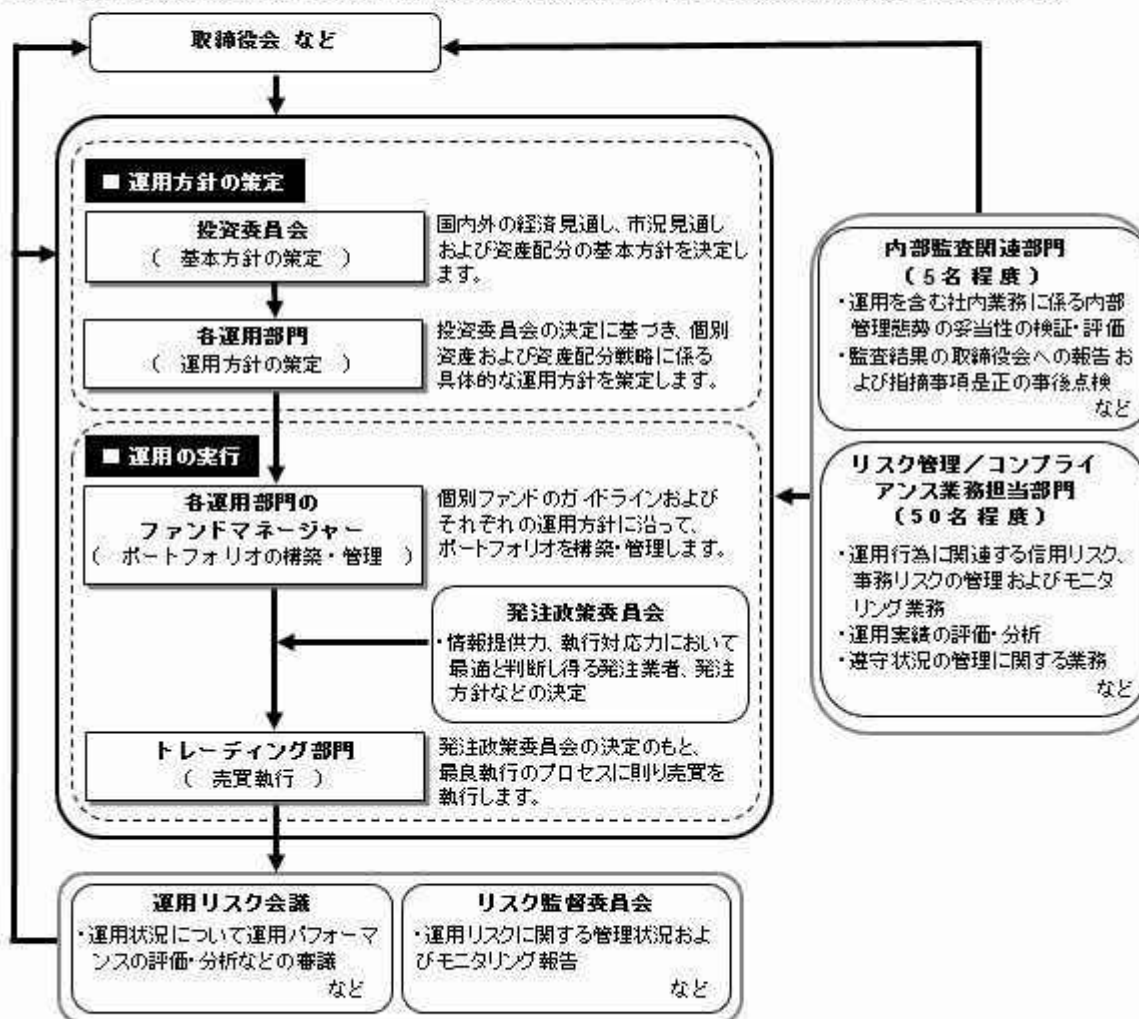 取締役会 など
■ 運用方針の策定
投資委員会
( 基本方針の策定 )
国内外の経済見通し、市況見通し
および資産配分の基本方針を決定し
ます。
各運用部門
( 運用方針の策定 )
投資委員会の決定に基づき、個別
資産および資産配分戦略に係る
具体的な運用方針を策定します。
■ 運用の実行
各運用部門の
ファンドマネージャー
( ポートフォリオの構築・管理 )
個別ファンドのガイドラインおよび
それぞれの運用方針に沿って、
ポートフォリオを構築・管理します。
発注政策委員会
・情報提供力、執行対応力において
最適と判断し得る発注業者、発注
方針などの決定
トレーディング部門
( 売買執行 )
発注政策委員会の決定のもと、
最良執行のプロセスに則り売買を
執行します。
内部監査関連部門
(5名程度)
・運用を含む社内業務に係る内部
管理態勢の妥当性の検証・評価
・監査結果の取締役会への報告お
よび指摘事項是正の事後点検
など
リスク管理/コンプライ
アンス業務担当部門
(50名程度)
・運用行為に関連する信用リスク、
事務リスクの管理およびモニタ
リング業務
・運用実績の評価・分析
・遵守状況の管理に関する業務
など
運用リスク会議
・運用状況について運用パフォーマ
ンスの評価・分析などの審議
など
リスク監督委員会
・運用リスクに関する管理状況およ
びモニタリング報告
など